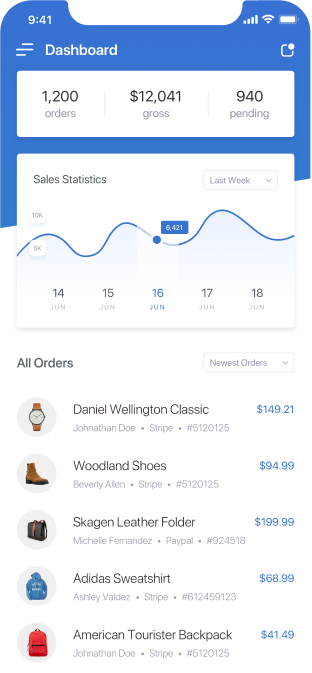 9:41
Dashboard
1,200 $12,041 940
orders gross pending
Sales Statistics Last Week
10K
6,421
5K
14 15 16 17 18
JUN JUN JUN JUN JUN
All Orders Newest Orders
Daniel Wellington Classic $149.21
Johnathan Doe • Stripe • #5120125
Woodland Shoes $94.99
Beverly Allen • Stripe • #5120125
Skagen Leather Folder $199.99
Michelle Fernandez • Paypal • #924518
Adidas Sweatshirt $68.99
Ashley Valdez • Stripe • #612459123
American Tourister Backpack $41.49
Johnathan Doe • Stripe • #5120125